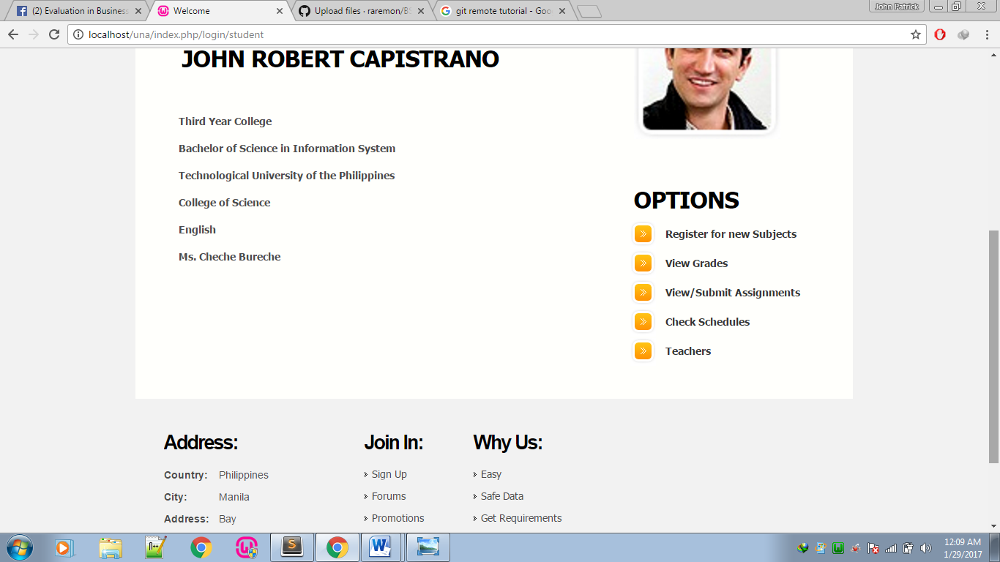 (2) Evaluation in Business
Welcome
Upload files · raremon/BS
git remote tutorial - Goo
John Patrick
localhost/una/index.php/login/student
JOHN ROBERT CAPISTRANO
Third Year College
Bachelor of Science in Information System
Technological University of the Philippines
College of Science
English
Ms. Cheche Bureche
OPTIONS
Register for new Subjects
View Grades
View/Submit Assignments
Check Schedules
Teachers
Address:
Country: Philippines
City: Manila
Address: Bay
Join In:
Sign Up
Forums
Promotions
Why Us:
Easy
Safe Data
Get Requirements
12:09 AM
1/29/2017